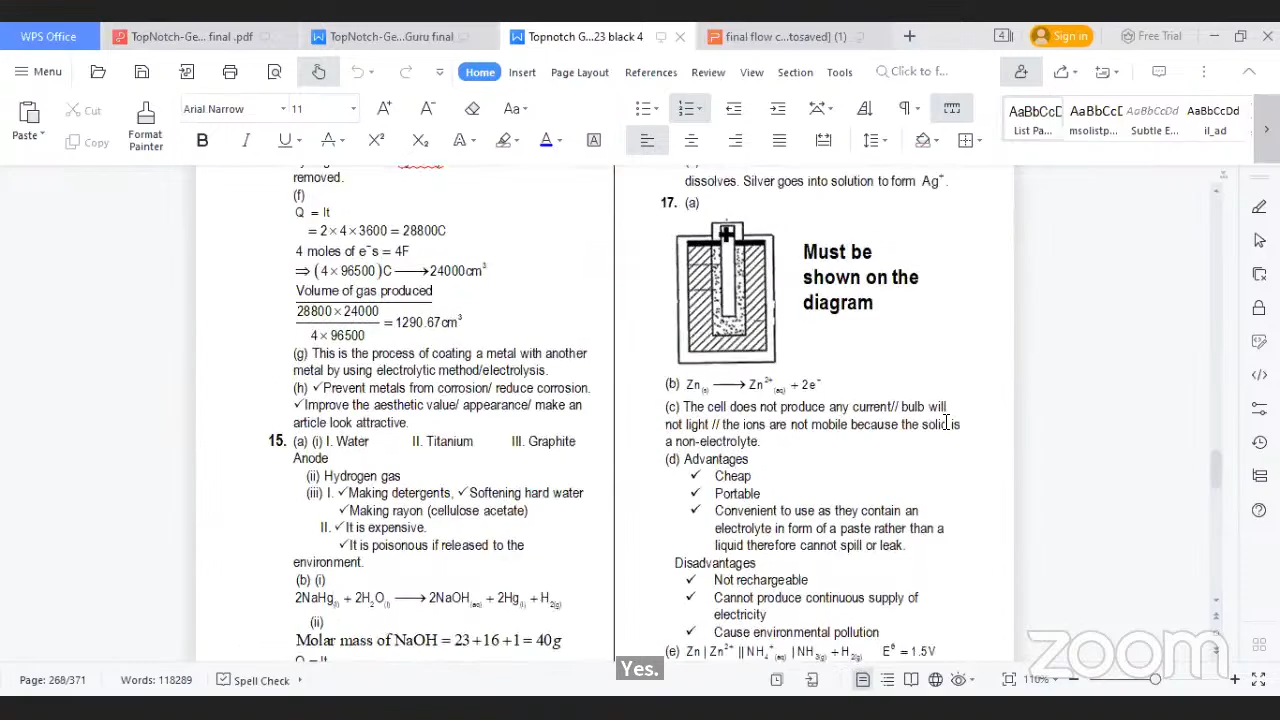 WPS Office
TopNotch-Ge... final .pdf
TopNotch-Ge...Guru final
Topnotch G...23 black 4
final flow c...tosaved] (1)
4
Sign in
Free Trial
Menu
Home
Insert
Page Layout
References
Review
View
Section
Tools
Click to f...
Paste
Cut
Copy
Format
Painter
Arial Narrow
11
AaBbCcD
List Pa...
AaBbCcD
msolistp...
AaBbCcDd
Subtle E...
AaBbCcDd
il_ad
removed.
(f)
Q = It
= 2 × 4 × 3600 = 28800C
4 moles of e⁻s = 4F
⇒ (4 × 96500)C ⟶ 24000cm³
Volume of gas produced
28800 × 24000
4 × 96500
= 1290.67cm³
(g) This is the process of coating a metal with another
metal by using electrolytic method/electrolysis.
(h) ✓Prevent metals from corrosion/ reduce corrosion.
✓Improve the aesthetic value/ appearance/ make an
article look attractive.
15. (a) (i) I. Water II. Titanium III. Graphite
Anode
(ii) Hydrogen gas
(iii) I. ✓Making detergents, ✓Softening hard water
✓Making rayon (cellulose acetate)
II. ✓It is expensive.
✓It is poisonous if released to the
environment.
(b) (i)
2NaHg(l) + 2H₂O(l) ⟶ 2NaOH(aq) + 2Hg(l) + H₂(g)
(ii)
Molar mass of NaOH = 23 + 16 + 1 = 40g
Q = It
dissolves. Silver goes into solution to form Ag⁺.
17. (a)
+
Must be
shown on the
diagram
(b) Zn(s) ⟶ Zn²⁺(aq) + 2e⁻
(c) The cell does not produce any current// bulb will
not light // the ions are not mobile because the solid is
a non-electrolyte.
(d) Advantages
✓ Cheap
✓ Portable
✓ Convenient to use as they contain an
electrolyte in form of a paste rather than a
liquid therefore cannot spill or leak.
Disadvantages
✓ Not rechargeable
✓ Cannot produce continuous supply of
electricity
✓ Cause environmental pollution
(e) Zn | Zn²⁺ || NH₄⁺(aq) | NH₃(g) + H₂(g) E^θ = 1.5V
Yes.
zoom
Page: 268/371
Words: 118289
Spell Check
110%